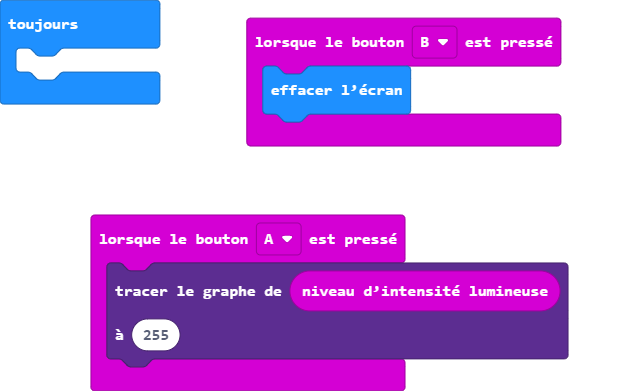 toujours
lorsque le bouton B est pressé
effacer l’écran
lorsque le bouton A est pressé
tracer le graphe de niveau d’intensité lumineuse
à 255